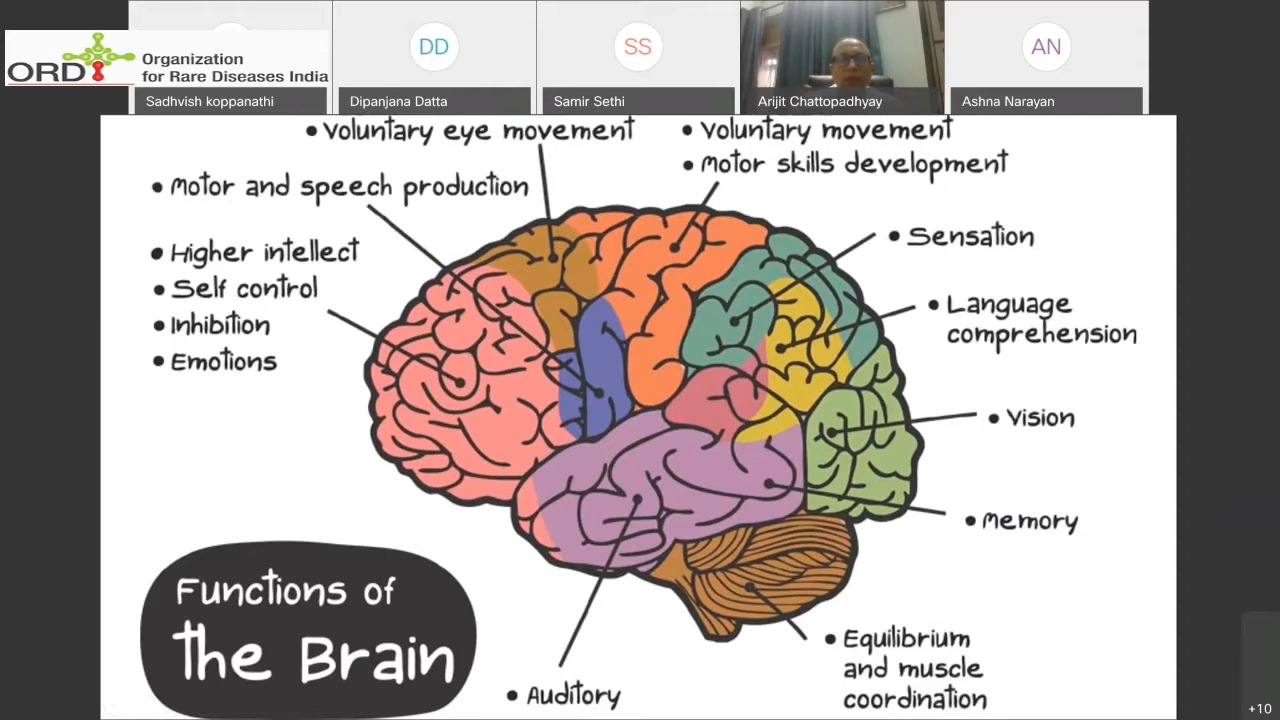 ORDI
Organization
for Rare Diseases India
DD
SS
AN
Sadhvish koppanathi
Dipanjana Datta
Samir Sethi
Arijit Chattopadhyay
Ashna Narayan
• Voluntary eye movement
• Voluntary movement
• Motor skills development
• Motor and speech production
• Higher intellect
• Self control
• Inhibition
• Emotions
• Sensation
• Language
comprehension
• Vision
• Memory
Functions of
the Brain
• Equilibrium
and muscle
coordination
• Auditory
+10